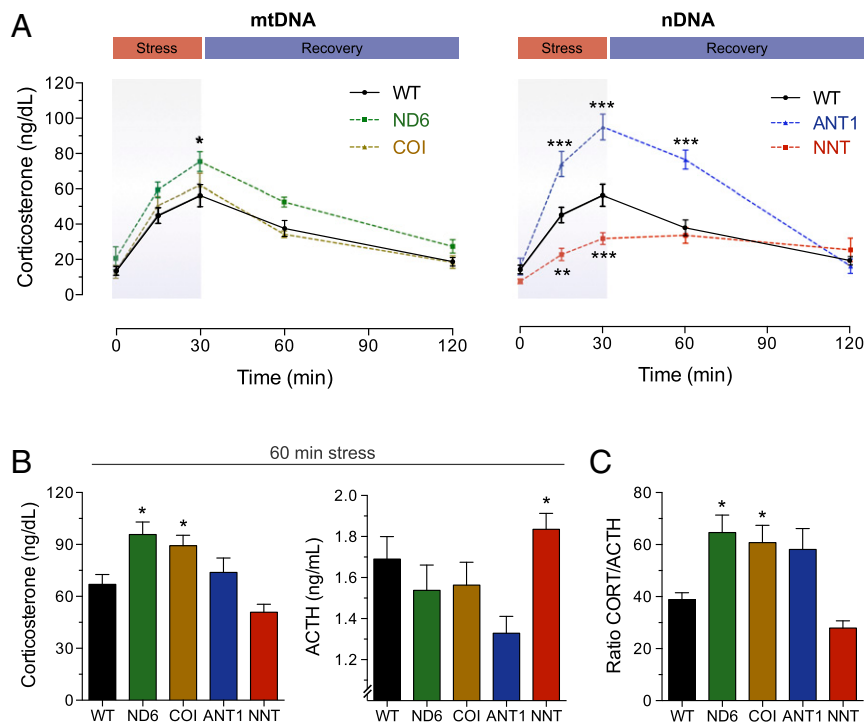 A
mtDNA
nDNA
Stress
Recovery
Stress
Recovery
Corticosterone (ng/dL)
120
100
80
60
40
20
0
WT
ND6
COI
*
0
30
60
90
120
Time (min)
WT
ANT1
NNT
***
***
***
**
***
0
30
60
90
120
Time (min)
B
60 min stress
Corticosterone (ng/dL)
120
90
60
30
0
*
*
WT
ND6
COI
ANT1
NNT
ACTH (ng/mL)
2.0
1.8
1.6
1.4
1.2
*
WT
ND6
COI
ANT1
NNT
C
Ratio CORT/ACTH
80
60
40
20
0
*
*
WT
ND6
COI
ANT1
NNT